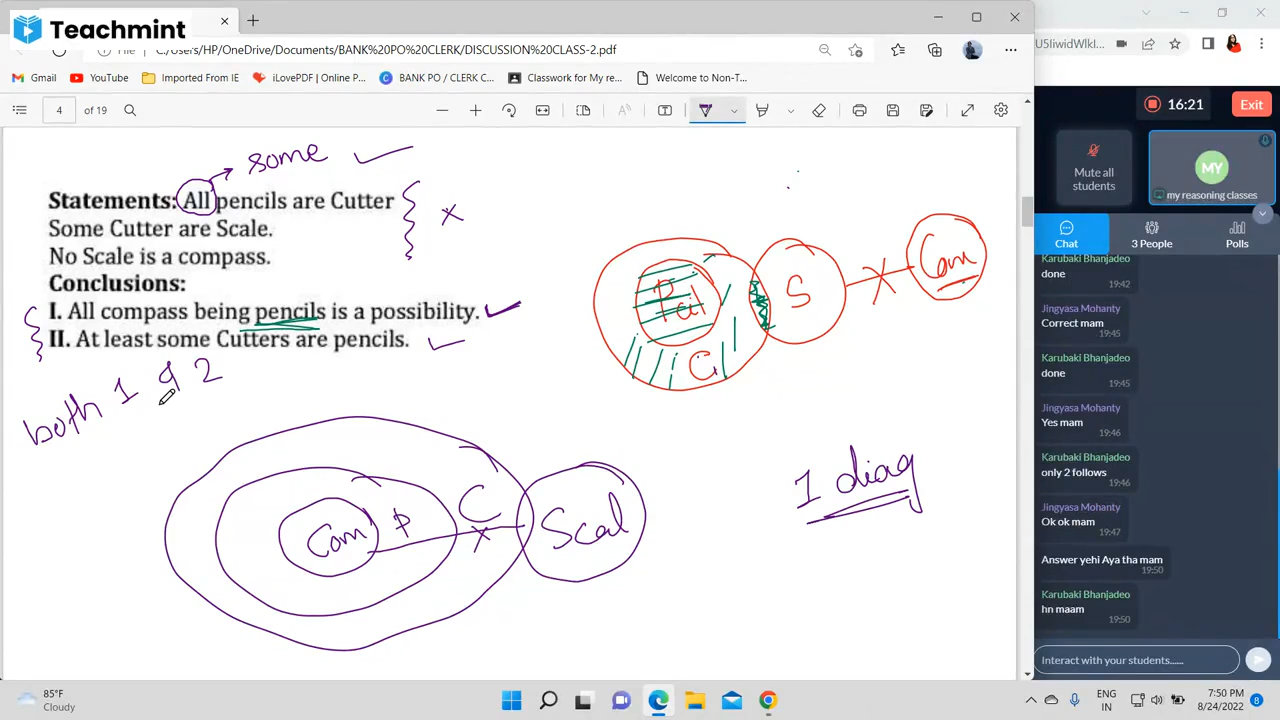 Teachmint
File
C:/Users/HP/OneDrive/Documents/BANK%20PO%20CLERK/DISCUSSION%20CLASS-2.pdf
Gmail
YouTube
Imported From IE
iLovePDF | Online P...
BANK PO / CLERK C...
Classwork for My re...
Welcome to Non-T...
4 of 19
some
Statements: All pencils are Cutter
Some Cutter are Scale.
No Scale is a compass.
Conclusions:
I. All compass being pencils is a possibility.
II. At least some Cutters are pencils.
both 1 & 2
S
Com
C
Com
P
C
Scal
1 diag
U5IiwidWlkI...
16:21
Exit
Mute all students
MY
my reasoning classes
Chat
3 People
Polls
Karubaki Bhanjadeo
done
19:42
Jingyasa Mohanty
Correct mam
19:45
Karubaki Bhanjadeo
done
19:45
Jingyasa Mohanty
Yes mam
19:46
Karubaki Bhanjadeo
only 2 follows
19:46
Jingyasa Mohanty
Ok ok mam
19:47
Answer yehi Aya tha mam
19:50
Karubaki Bhanjadeo
hn maam
19:50
Interact with your students......
85°F
Cloudy
ENG
IN
7:50 PM
8/24/2022
8